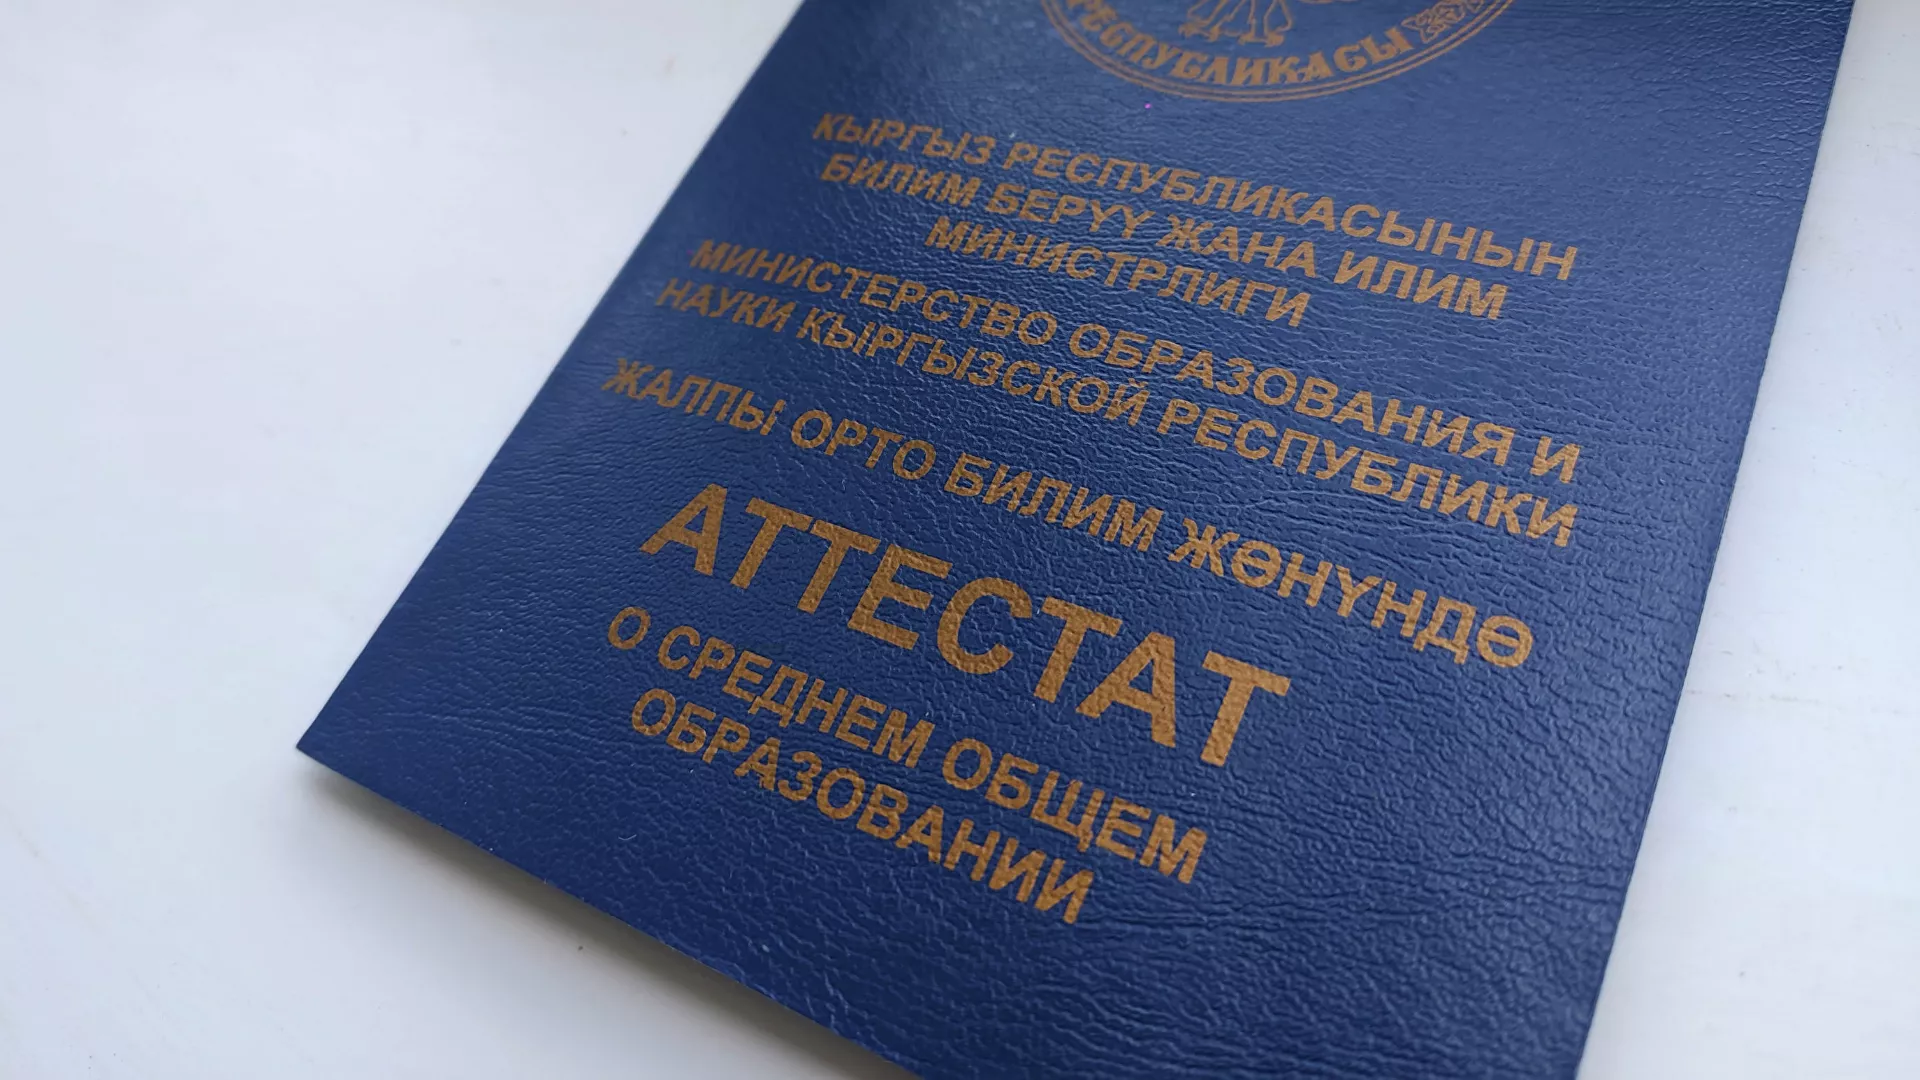 РЕСПУБЛИКАСЫ
КЫРГЫЗ РЕСПУБЛИКАСЫНЫН
БИЛИМ БЕРҮҮ ЖАНА ИЛИМ
МИНИСТРЛИГИ
МИНИСТЕРСТВО ОБРАЗОВАНИЯ И
НАУКИ КЫРГЫЗСКОЙ РЕСПУБЛИКИ
ЖАЛПЫ ОРТО БИЛИМ ЖӨНҮНДӨ
АТТЕСТАТ
О СРЕДНЕМ ОБЩЕМ
ОБРАЗОВАНИИ